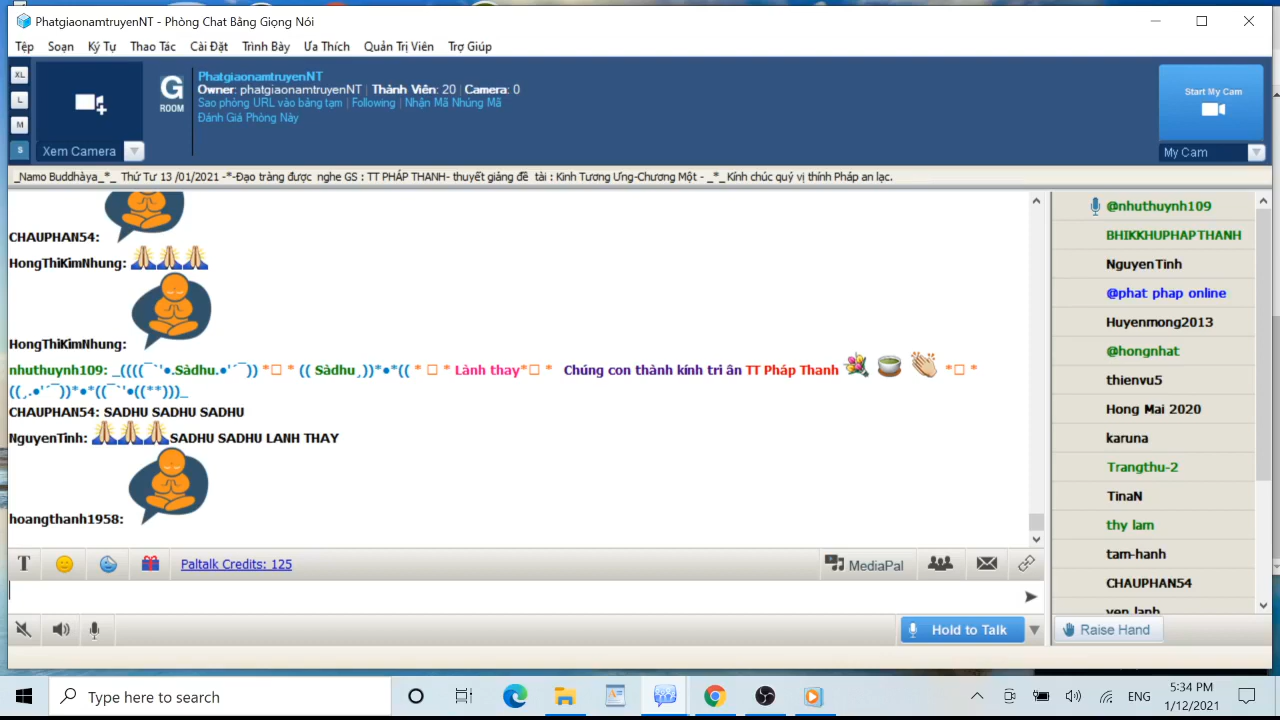 PhatgiaonamtruyenNT - Phòng Chat Bằng Giọng Nói
Tệp Soạn Ký Tự Thao Tác Cài Đặt Trình Bày Ưa Thích Quản Trị Viên Trợ Giúp
XL
L
M
S
Xem Camera
G
ROOM
PhatgiaonamtruyenNT
Owner: phatgiaonamtruyenNT | Thành Viên: 20 | Camera: 0
Sao phỏng URL vào bảng tạm | Following | Nhận Mã Nhúng Mã
Đánh Giá Phòng Này
Start My Cam
My Cam
_Namo Buddhàya_*_ Thứ Tư 13 /01/2021 -*-Đạo tràng được nghe GS : TT PHÁP THANH- thuyết giảng đề tài : Kinh Tương Ưng-Chương Một - _*_Kính chúc quý vị thính Pháp an lạc.
CHAUPHAN54:
HongThiKimNhung: 🙏🙏🙏
HongThiKimNhung:
nhuthuynh109: _((((¯`'●.Sàdhu.●'´¯)) *□ * (( Sàdhu¸))*●*(( * □ * Lành thay*□ * Chúng con thành kính tri ân TT Pháp Thanh 💐 🍵 👏 *□ *
((¸.●'´¯))*●*((¯`'●((**)))_
CHAUPHAN54: SADHU SADHU SADHU
NguyenTinh: 🙏🙏🙏SADHU SADHU LANH THAY
hoangthanh1958:
@nhuthuynh109
BHIKKHUPHAPTHANH
NguyenTinh
@phat phap online
Huyenmong2013
@hongnhat
thienvu5
Hong Mai 2020
karuna
Trangthu-2
TinaN
thy lam
tam-hanh
CHAUPHAN54
yen lanh
T Paltalk Credits: 125 MediaPal
Hold to Talk
Raise Hand
Type here to search
ENG
5:34 PM
1/12/2021